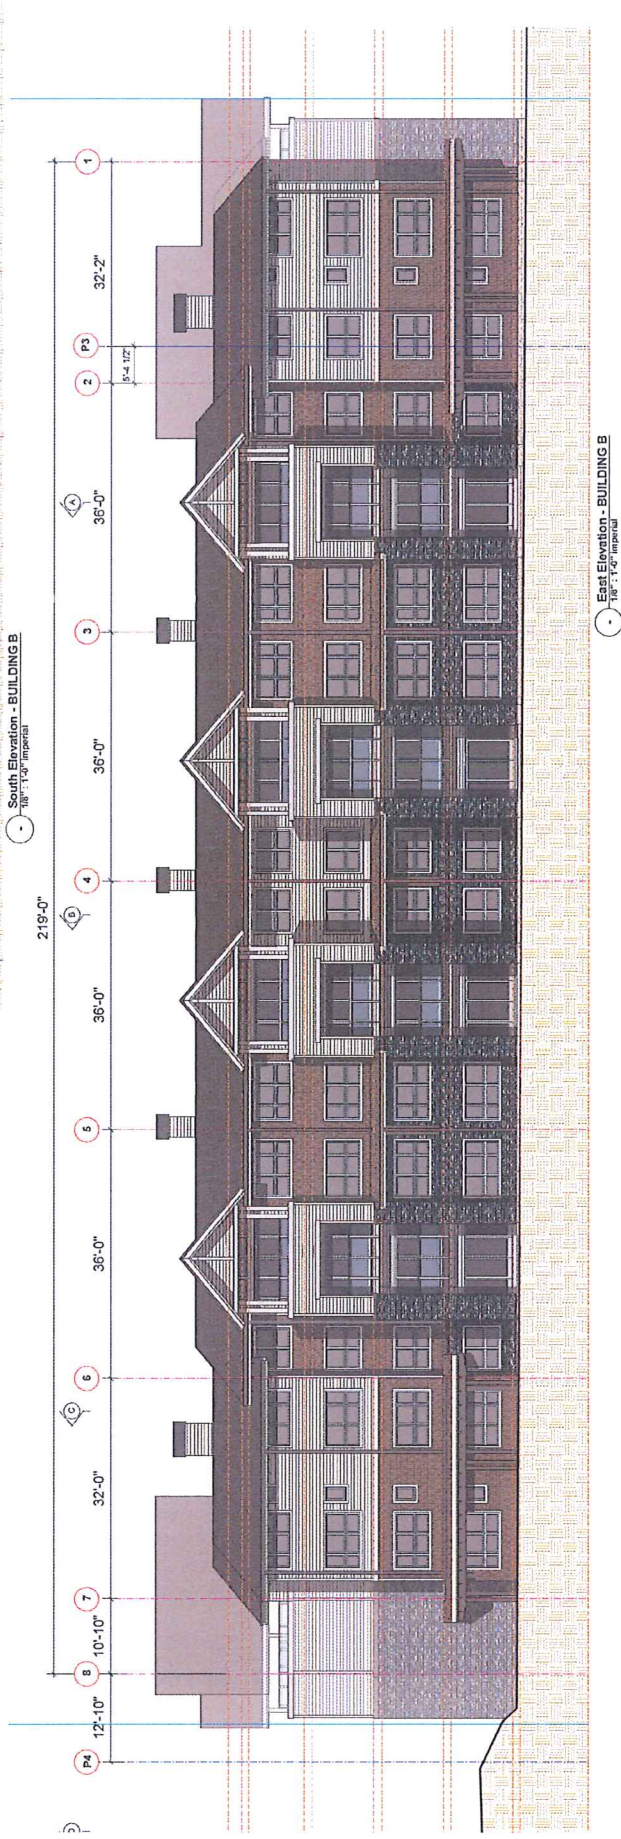 South Elevation - BUILDING B
1/8" : 1'-0" imperial
219'-0"
A
B
C
P4
8
7
6
5
4
3
2
P3
1
12'-10"
10'-10"
32'-0"
36'-0"
36'-0"
36'-0"
36'-0"
5'-4 1/2"
32'-2"
East Elevation - BUILDING B
1/8" : 1'-0" imperial